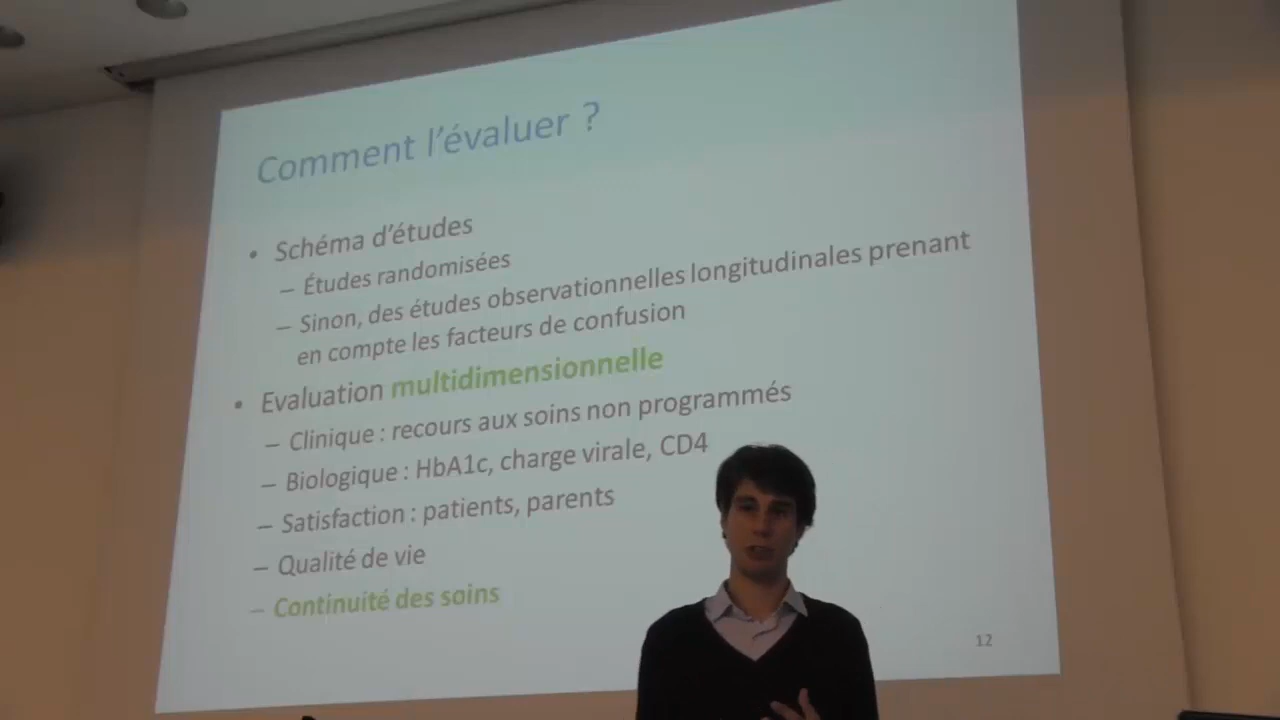 Comment l'évaluer ?
• Schéma d'études
– Études randomisées
– Sinon, des études observationnelles longitudinales prenant
en compte les facteurs de confusion
• Evaluation multidimensionnelle
– Clinique : recours aux soins non programmés
– Biologique : HbA1c, charge virale, CD4
– Satisfaction : patients, parents
– Qualité de vie
– Continuité des soins
12